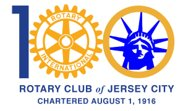 100
ROTARY
INTERNATIONAL
ROTARY CLUB of JERSEY CITY
CHARTERED AUGUST 1, 1916